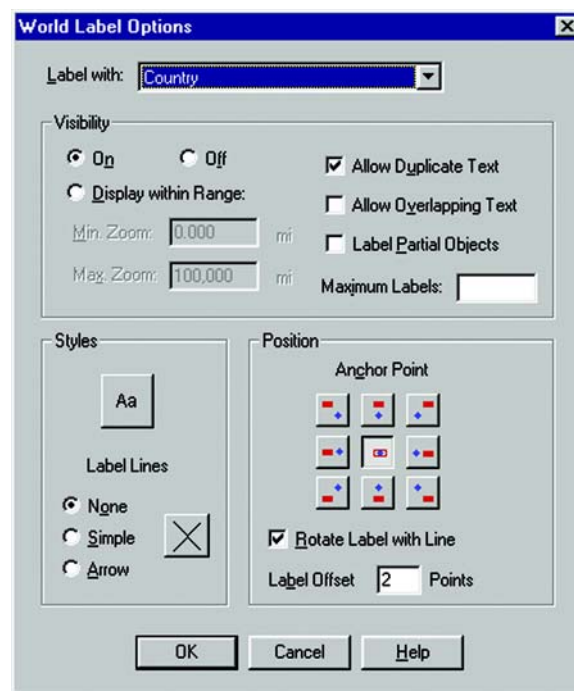 World Label Options
Label with: Country
Visibility
On Off
Display within Range:
Min. Zoom: 0.000 mi
Max. Zoom: 100,000 mi
Allow Duplicate Text
Allow Overlapping Text
Label Partial Objects
Maximum Labels:
Styles
Aa
Label Lines
None
Simple
Arrow
Position
Anchor Point
Rotate Label with Line
Label Offset 2 Points
OK Cancel Help